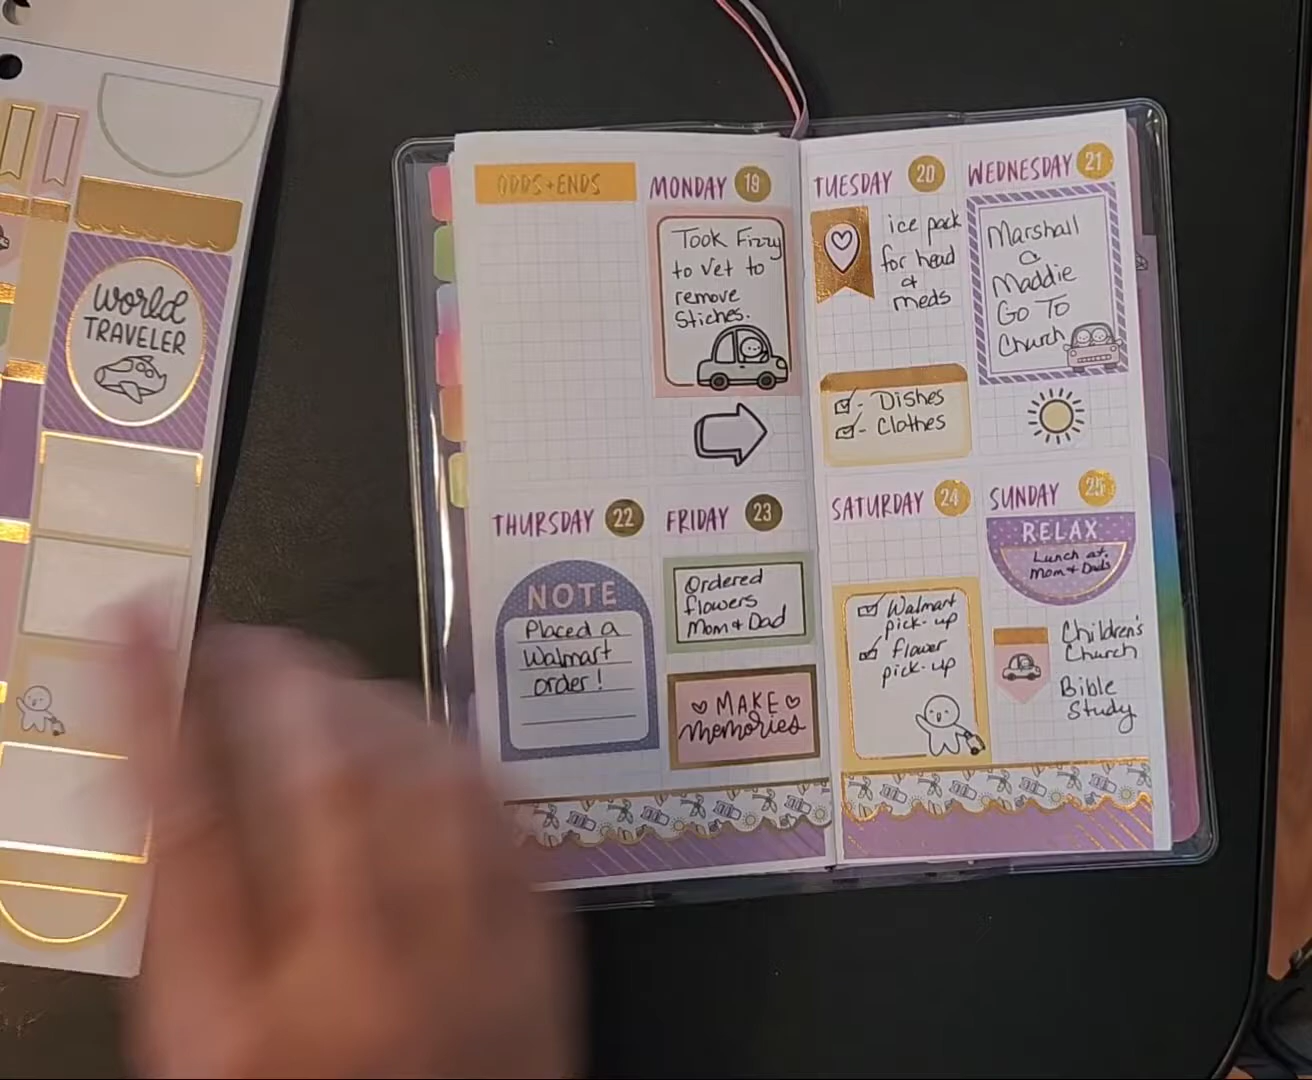 world
TRAVELER
ODDS+ENDS
MONDAY 19
Took Fizzy
to vet to
remove
Stiches.
TUESDAY 20
ice pack
for head
&
meds
Dishes
Clothes
WEDNESDAY 21
Marshall
&
Maddie
Go To
Church
THURSDAY 22
NOTE
Placed a
Walmart
order!
FRIDAY 23
Ordered
flowers
Mom & Dad
MAKE
memories
SATURDAY 24
Walmart
pick-up
flower
pick-up
SUNDAY 25
RELAX
Lunch at
Mom & Dads
Children's
Church
Bible
Study